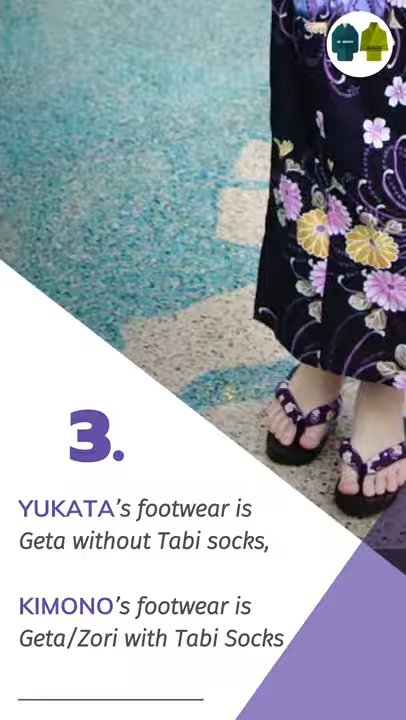 3.
YUKATA's footwear is
Geta without Tabi socks,
KIMONO's footwear is
Geta/Zori with Tabi Socks